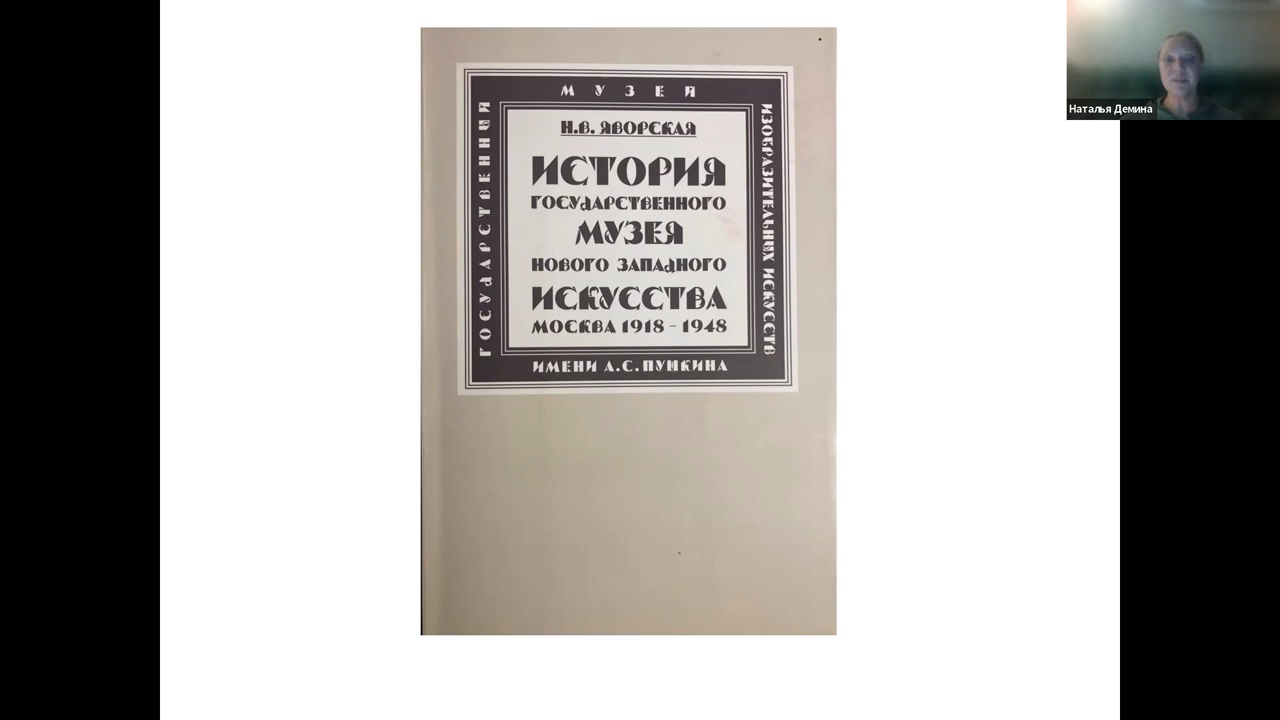 МУЗЕЙ
ГОСУДАРСТВЕННЫЙ
Н.В. ЯВОРСКАЯ
ИСТОРИЯ
ГОСУДАРСТВЕННОГО
МУЗЕЯ
НОВОГО ЗАПАДНОГО
ИСКУССТВА
МОСКВА 1918 - 1948
ИЗОБРАЗИТЕЛЬНЫХ ИСКУССТВ
ИМЕНИ А.С. ПУШКИНА
Наталья Демина